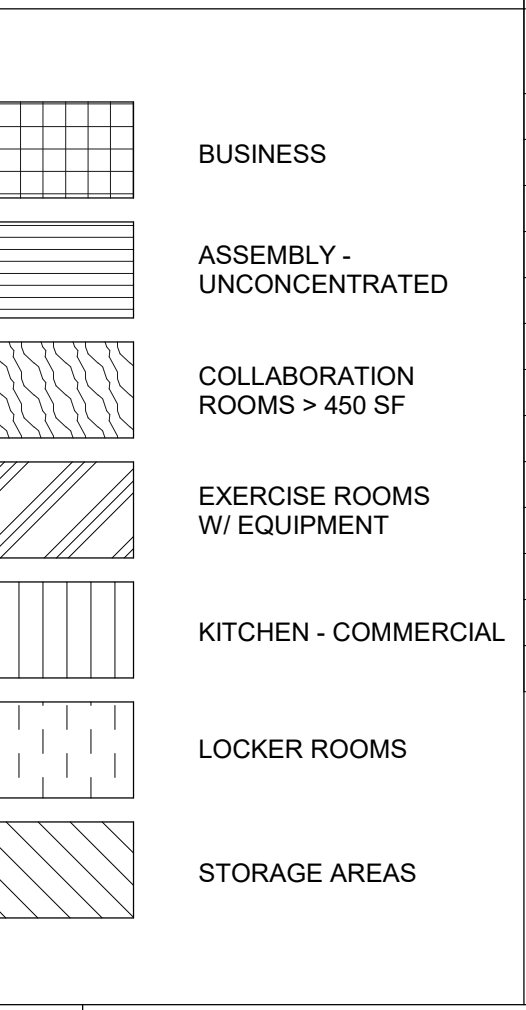 BUSINESS
ASSEMBLY -
UNCONCENTRATED
COLLABORATION
ROOMS > 450 SF
EXERCISE ROOMS
W/ EQUIPMENT
KITCHEN - COMMERCIAL
LOCKER ROOMS
STORAGE AREAS